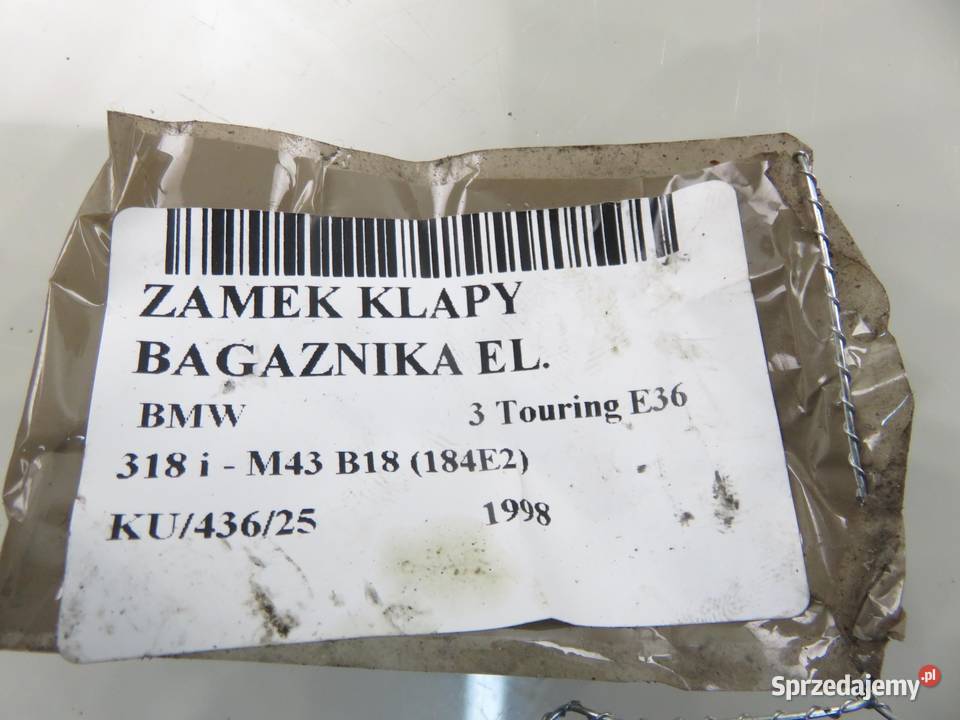 ZAMEK KLAPY
BAGAZNIKA EL.
BMW 3 Touring E36
318 i - M43 B18 (184E2)
KU/436/25 1998
Sprzedajemy.pl